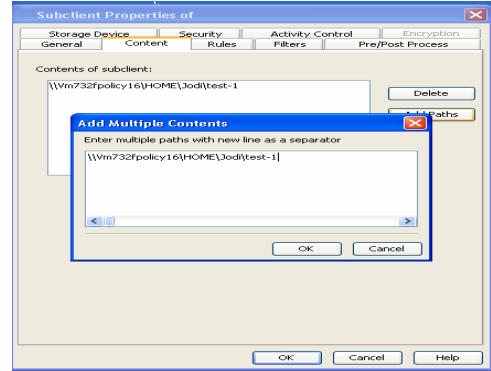 Subclient Properties of
Storage Device Security Activity Control Encryption
General Content Rules Filters Pre/Post Process
Contents of subclient:
\\Vm732fpolicy16\HOME\Jodi\test-1
Delete
Paths
Add Multiple Contents
Enter multiple paths with new line as a separator
\\Vm732fpolicy16\HOME\Jodi\test-1
OK Cancel
OK Cancel Help